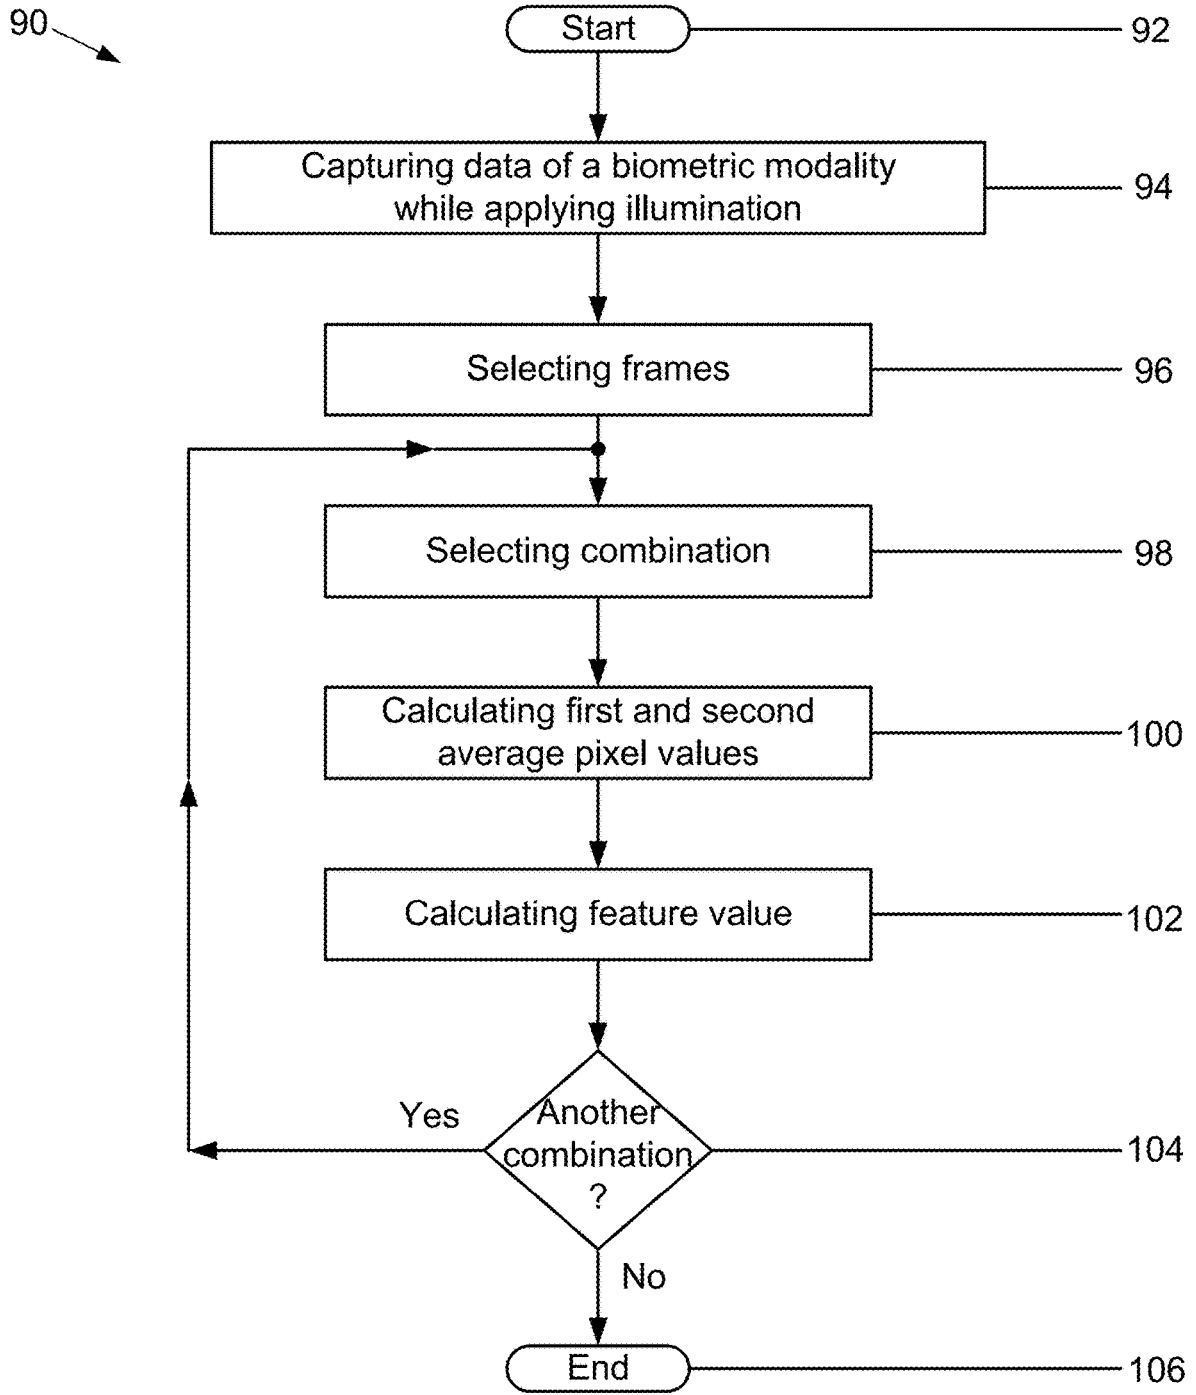 90
Start
92
Capturing data of a biometric modality
while applying illumination
94
Selecting frames
96
Selecting combination
98
Calculating first and second
average pixel values
100
Calculating feature value
102
Yes
Another
combination
?
104
No
End
106